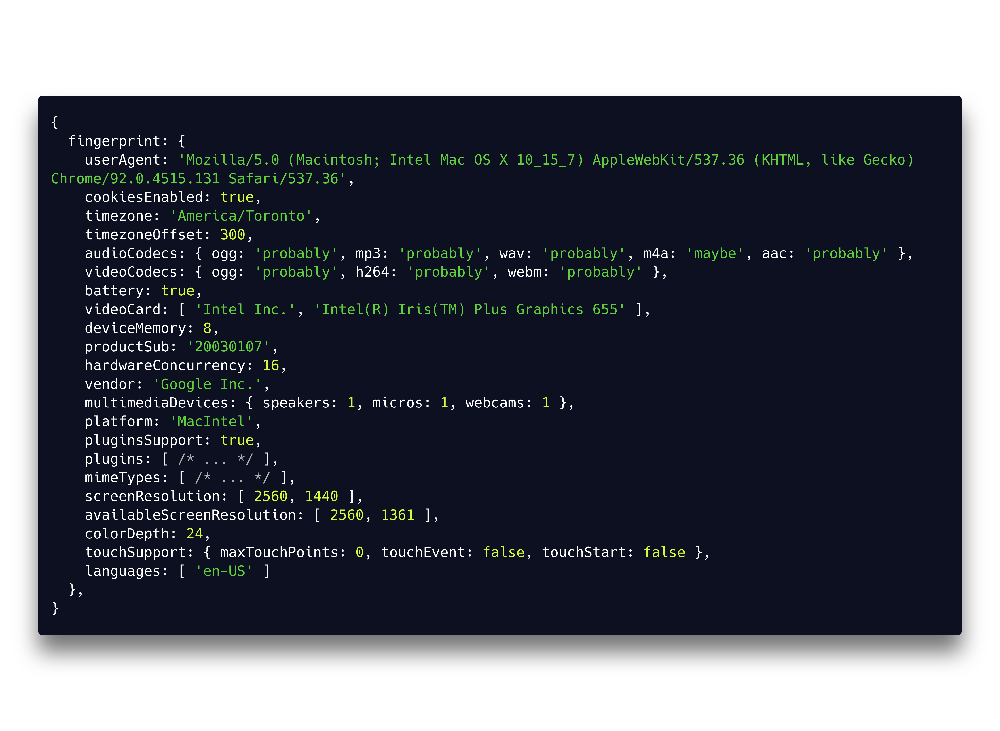 {
  fingerprint: {
    userAgent: 'Mozilla/5.0 (Macintosh; Intel Mac OS X 10_15_7) AppleWebKit/537.36 (KHTML, like Gecko)
Chrome/92.0.4515.131 Safari/537.36',
    cookiesEnabled: true,
    timezone: 'America/Toronto',
    timezoneOffset: 300,
    audioCodecs: { ogg: 'probably', mp3: 'probably', wav: 'probably', m4a: 'maybe', aac: 'probably' },
    videoCodecs: { ogg: 'probably', h264: 'probably', webm: 'probably' },
    battery: true,
    videoCard: [ 'Intel Inc.', 'Intel(R) Iris(TM) Plus Graphics 655' ],
    deviceMemory: 8,
    productSub: '20030107',
    hardwareConcurrency: 16,
    vendor: 'Google Inc.',
    multimediaDevices: { speakers: 1, micros: 1, webcams: 1 },
    platform: 'MacIntel',
    pluginsSupport: true,
    plugins: [ /* ... */ ],
    mimeTypes: [ /* ... */ ],
    screenResolution: [ 2560, 1440 ],
    availableScreenResolution: [ 2560, 1361 ],
    colorDepth: 24,
    touchSupport: { maxTouchPoints: 0, touchEvent: false, touchStart: false },
    languages: [ 'en-US' ]
  },
}